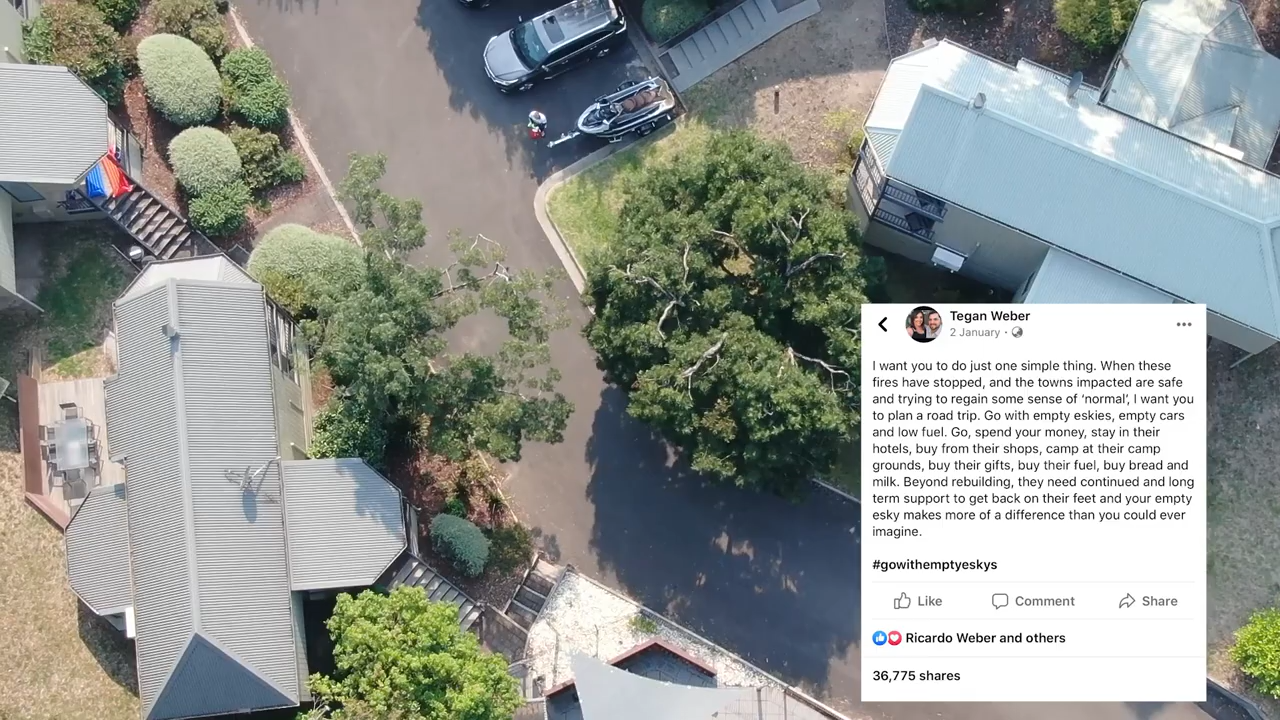 Tegan Weber
2 January ·
I want you to do just one simple thing. When these
fires have stopped, and the towns impacted are safe
and trying to regain some sense of ‘normal’, I want you
to plan a road trip. Go with empty eskies, empty cars
and low fuel. Go, spend your money, stay in their
hotels, buy from their shops, camp at their camp
grounds, buy their gifts, buy their fuel, buy bread and
milk. Beyond rebuilding, they need continued and long
term support to get back on their feet and your empty
esky makes more of a difference than you could ever
imagine.
#gowithemptyeskys
Like Comment Share
Ricardo Weber and others
36,775 shares